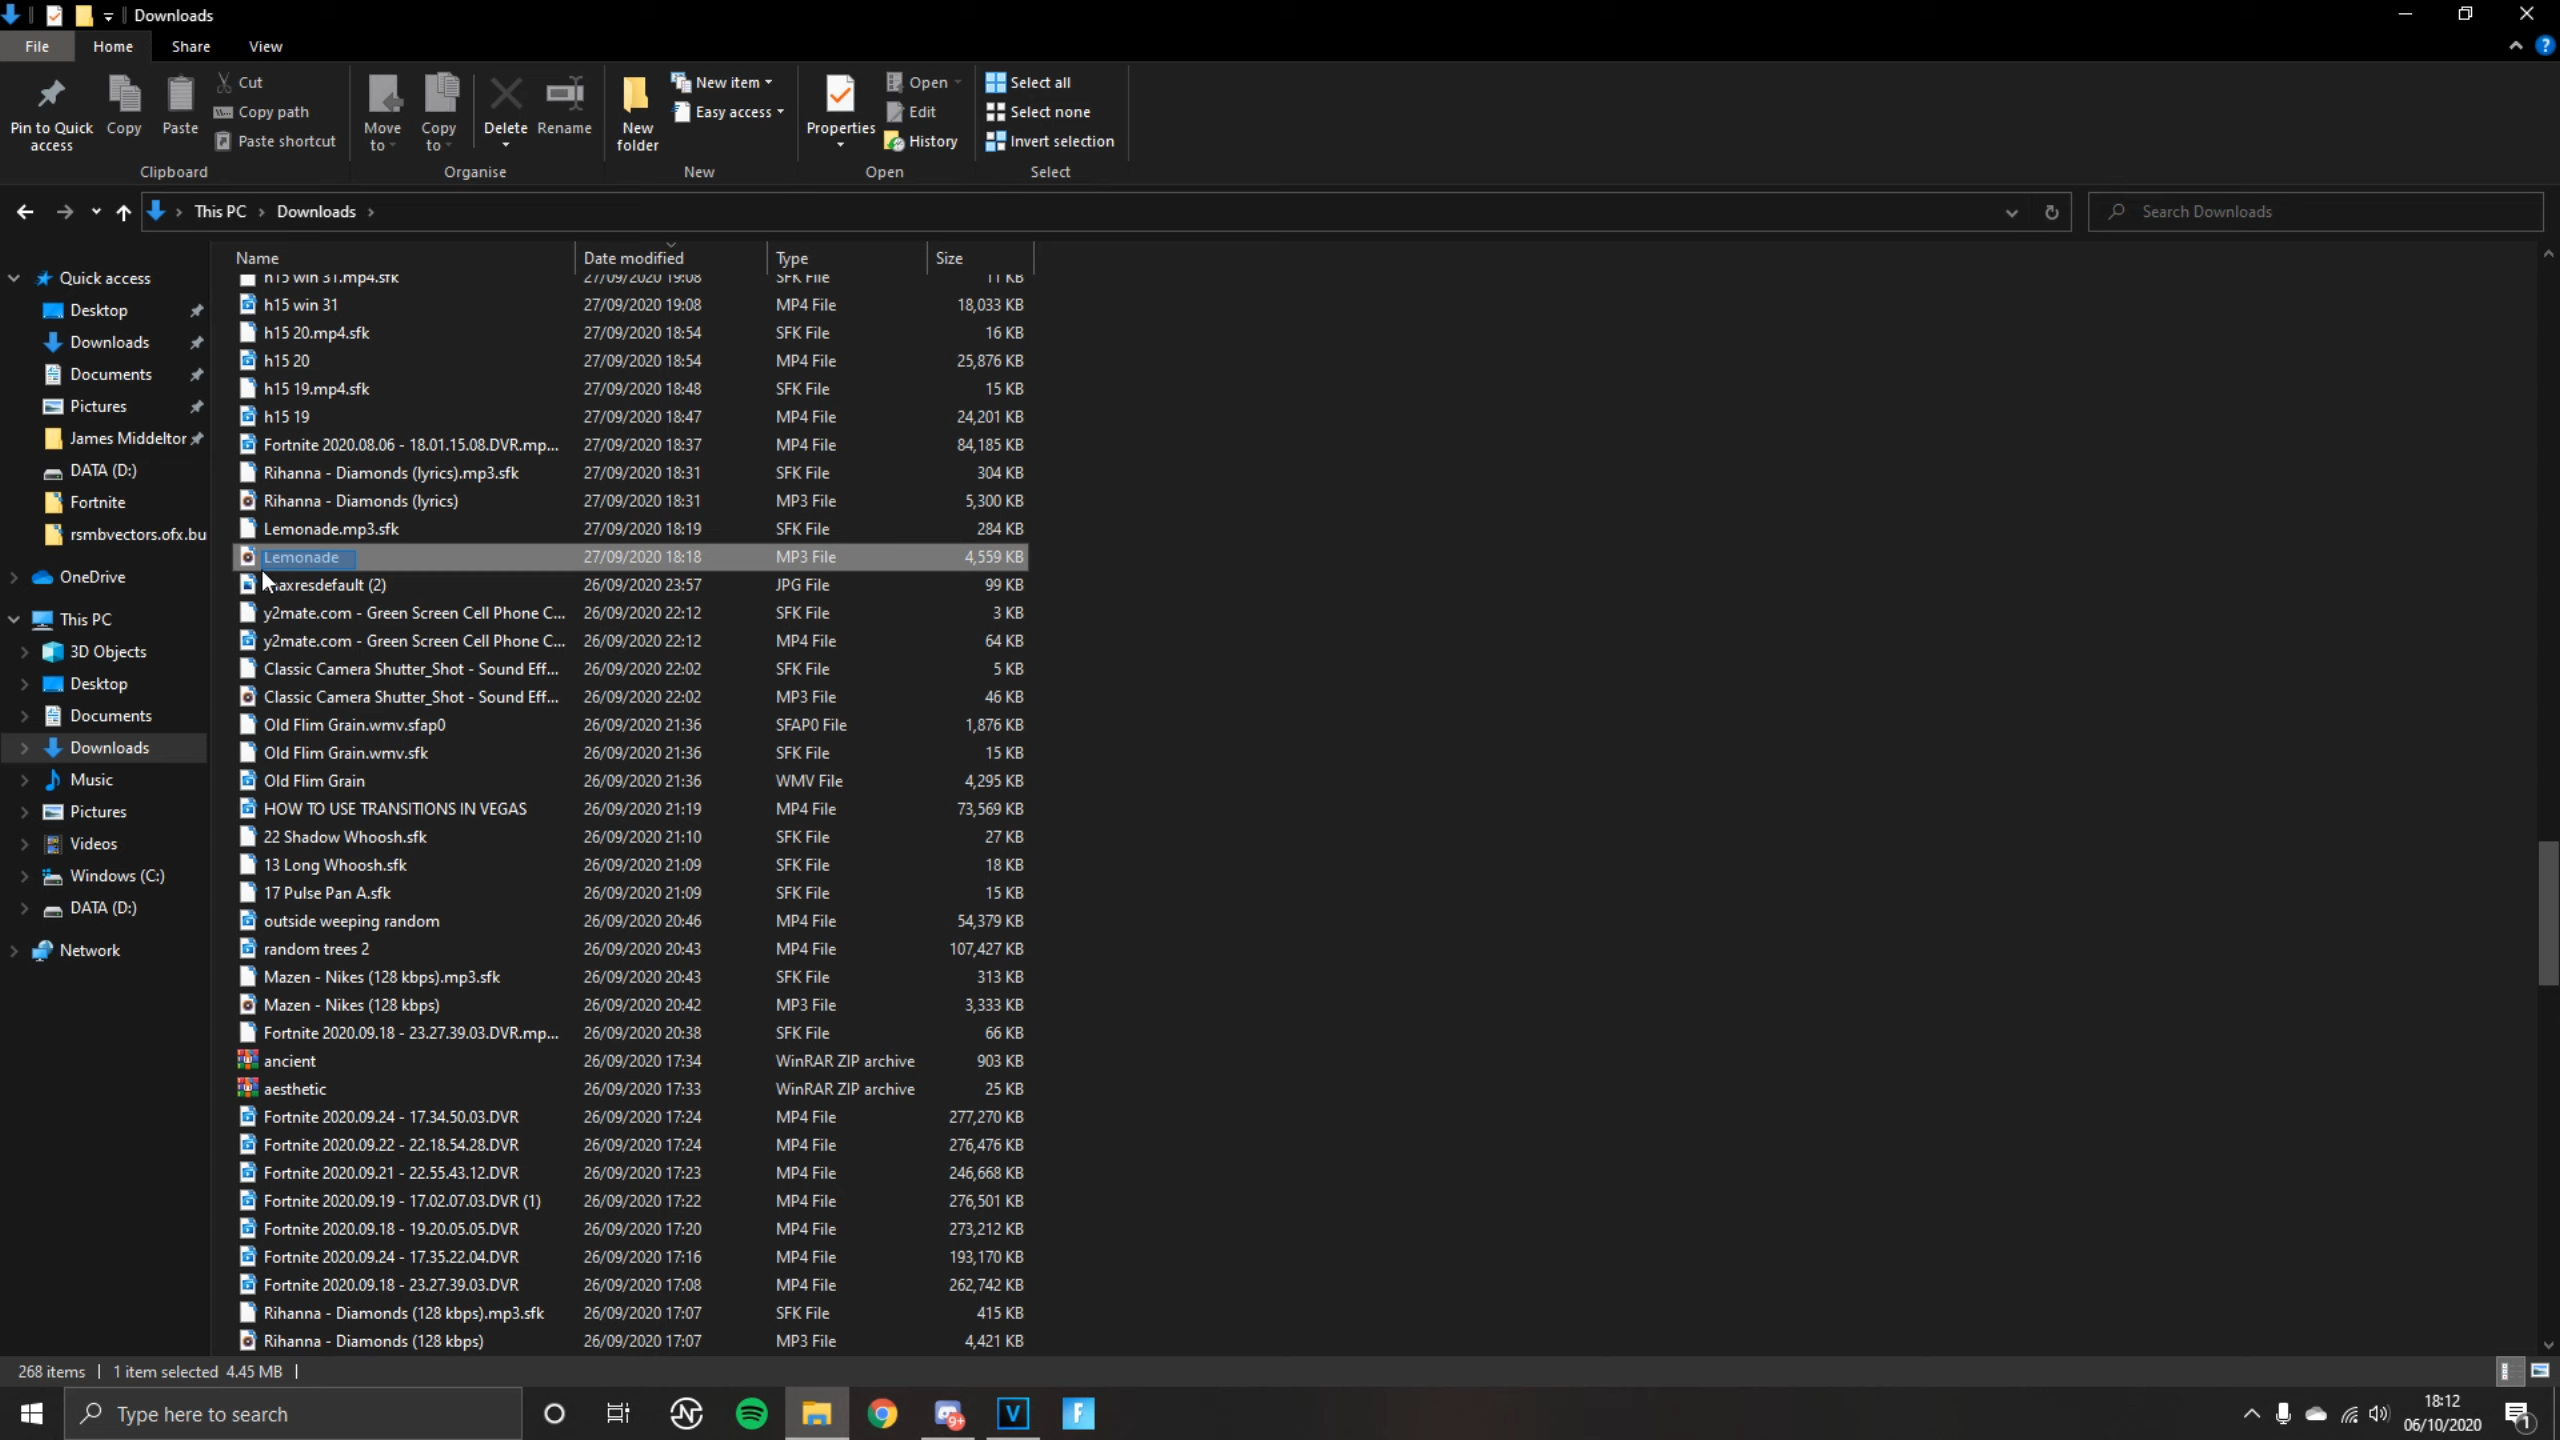 Downloads
File Home Share View
Pin to Quick access
Copy
Paste
Cut
Copy path
Paste shortcut
Clipboard
Move to
Copy to
Delete
Rename
Organise
New folder
New item
Easy access
New
Properties
Open
Edit
History
Open
Select all
Select none
Invert selection
Select
This PC > Downloads >
Search Downloads
Quick access
Desktop
Downloads
Documents
Pictures
James Middleton
DATA (D:)
Fortnite
rsmbvectors.ofx.bu
OneDrive
This PC
3D Objects
Desktop
Documents
Downloads
Music
Pictures
Videos
Windows (C:)
DATA (D:)
Network
Name Date modified Type Size
h15 win 31.mp4.sfk 27/09/2020 19:08 SFK File 11 KB
h15 win 31 27/09/2020 19:08 MP4 File 18,033 KB
h15 20.mp4.sfk 27/09/2020 18:54 SFK File 16 KB
h15 20 27/09/2020 18:54 MP4 File 25,876 KB
h15 19.mp4.sfk 27/09/2020 18:48 SFK File 15 KB
h15 19 27/09/2020 18:47 MP4 File 24,201 KB
Fortnite 2020.08.06 - 18.01.15.08.DVR.mp... 27/09/2020 18:37 MP4 File 84,185 KB
Rihanna - Diamonds (lyrics).mp3.sfk 27/09/2020 18:31 SFK File 304 KB
Rihanna - Diamonds (lyrics) 27/09/2020 18:31 MP3 File 5,300 KB
Lemonade.mp3.sfk 27/09/2020 18:19 SFK File 284 KB
Lemonade 27/09/2020 18:18 MP3 File 4,559 KB
maxresdefault (2) 26/09/2020 23:57 JPG File 99 KB
y2mate.com - Green Screen Cell Phone C... 26/09/2020 22:12 SFK File 3 KB
y2mate.com - Green Screen Cell Phone C... 26/09/2020 22:12 MP4 File 64 KB
Classic Camera Shutter_Shot - Sound Eff... 26/09/2020 22:02 SFK File 5 KB
Classic Camera Shutter_Shot - Sound Eff... 26/09/2020 22:02 MP3 File 46 KB
Old Flim Grain.wmv.sfap0 26/09/2020 21:36 SFAP0 File 1,876 KB
Old Flim Grain.wmv.sfk 26/09/2020 21:36 SFK File 15 KB
Old Flim Grain 26/09/2020 21:36 WMV File 4,295 KB
HOW TO USE TRANSITIONS IN VEGAS 26/09/2020 21:19 MP4 File 73,569 KB
22 Shadow Whoosh.sfk 26/09/2020 21:10 SFK File 27 KB
13 Long Whoosh.sfk 26/09/2020 21:09 SFK File 18 KB
17 Pulse Pan A.sfk 26/09/2020 21:09 SFK File 15 KB
outside weeping random 26/09/2020 20:46 MP4 File 54,379 KB
random trees 2 26/09/2020 20:43 MP4 File 107,427 KB
Mazen - Nikes (128 kbps).mp3.sfk 26/09/2020 20:43 SFK File 313 KB
Mazen - Nikes (128 kbps) 26/09/2020 20:42 MP3 File 3,333 KB
Fortnite 2020.09.18 - 23.27.39.03.DVR.mp... 26/09/2020 20:38 SFK File 66 KB
ancient 26/09/2020 17:34 WinRAR ZIP archive 903 KB
aesthetic 26/09/2020 17:33 WinRAR ZIP archive 25 KB
Fortnite 2020.09.24 - 17.34.50.03.DVR 26/09/2020 17:24 MP4 File 277,270 KB
Fortnite 2020.09.22 - 22.18.54.28.DVR 26/09/2020 17:24 MP4 File 276,476 KB
Fortnite 2020.09.21 - 22.55.43.12.DVR 26/09/2020 17:23 MP4 File 246,668 KB
Fortnite 2020.09.19 - 17.02.07.03.DVR (1) 26/09/2020 17:22 MP4 File 276,501 KB
Fortnite 2020.09.18 - 19.20.05.05.DVR 26/09/2020 17:20 MP4 File 273,212 KB
Fortnite 2020.09.24 - 17.35.22.04.DVR 26/09/2020 17:16 MP4 File 193,170 KB
Fortnite 2020.09.18 - 23.27.39.03.DVR 26/09/2020 17:08 MP4 File 262,742 KB
Rihanna - Diamonds (128 kbps).mp3.sfk 26/09/2020 17:07 SFK File 415 KB
Rihanna - Diamonds (128 kbps) 26/09/2020 17:07 MP3 File 4,421 KB
268 items | 1 item selected 4.45 MB |
Type here to search
9+
V
F
18:12
06/10/2020
1